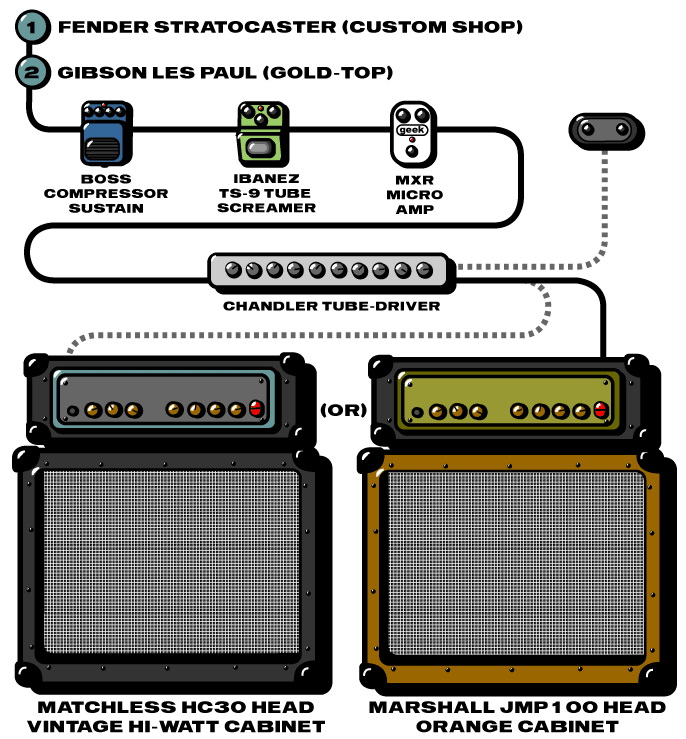 1 FENDER STRATOCASTER (CUSTOM SHOP)
2 GIBSON LES PAUL (GOLD-TOP)
BOSS
COMPRESSOR
SUSTAIN
IBANEZ
TS-9 TUBE
SCREAMER
geek
MXR
MICRO
AMP
CHANDLER TUBE-DRIVER
(OR)
MATCHLESS HC30 HEAD
VINTAGE HI-WATT CABINET
MARSHALL JMP100 HEAD
ORANGE CABINET